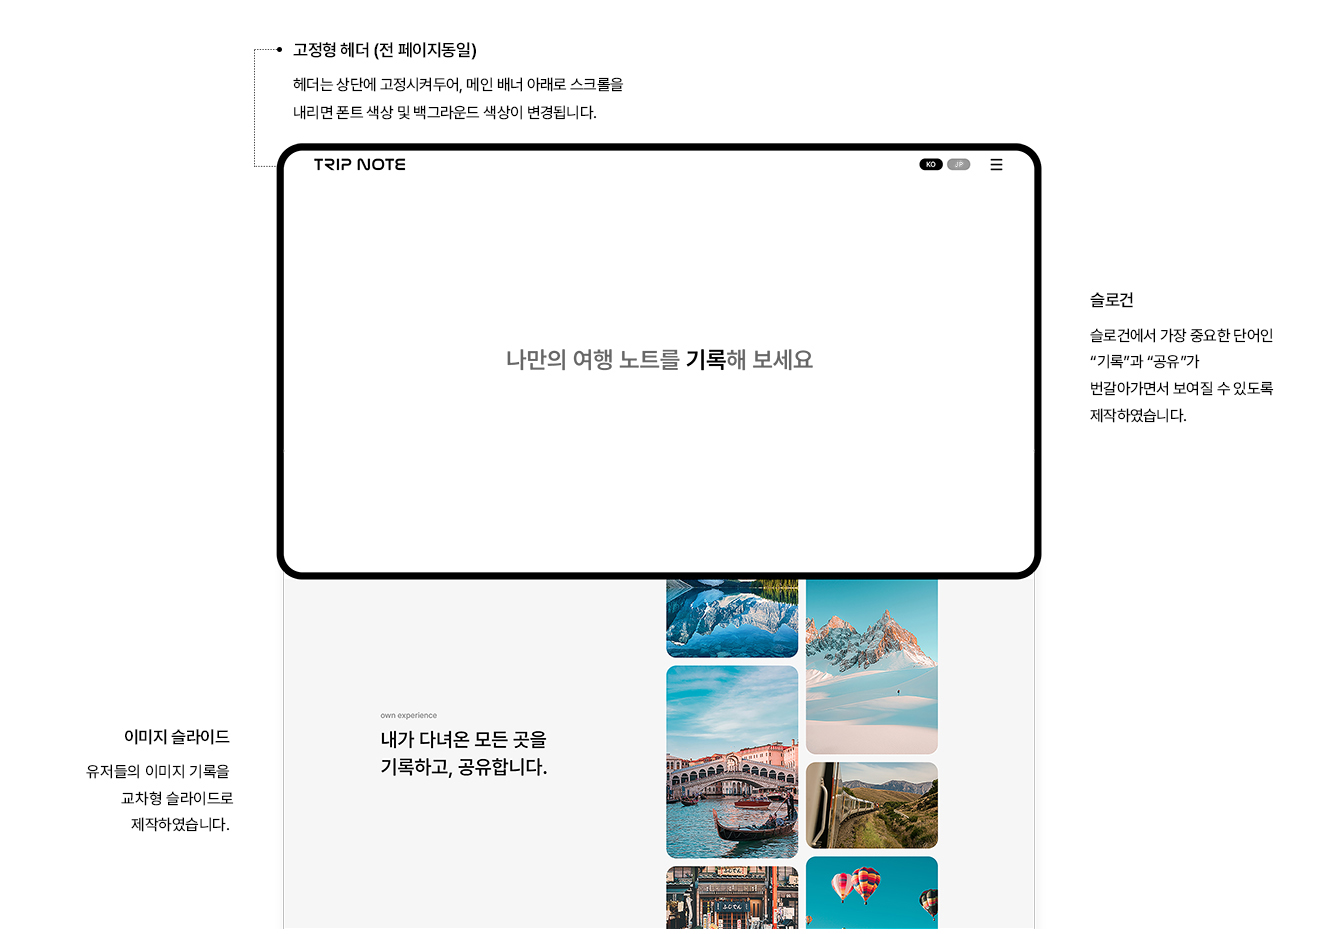 고정형 헤더 (전 페이지동일)
헤더는 상단에 고정시켜두어, 메인 배너 아래로 스크롤을
내리면 폰트 색상 및 백그라운드 색상이 변경됩니다.
TRIP NOTE
KO JP
나만의 여행 노트를 기록해 보세요
슬로건
슬로건에서 가장 중요한 단어인
“기록”과 “공유”가
번갈아가면서 보여질 수 있도록
제작하였습니다.
own experience
내가 다녀온 모든 곳을
기록하고, 공유합니다.
이미지 슬라이드
유저들의 이미지 기록을
교차형 슬라이드로
제작하였습니다.